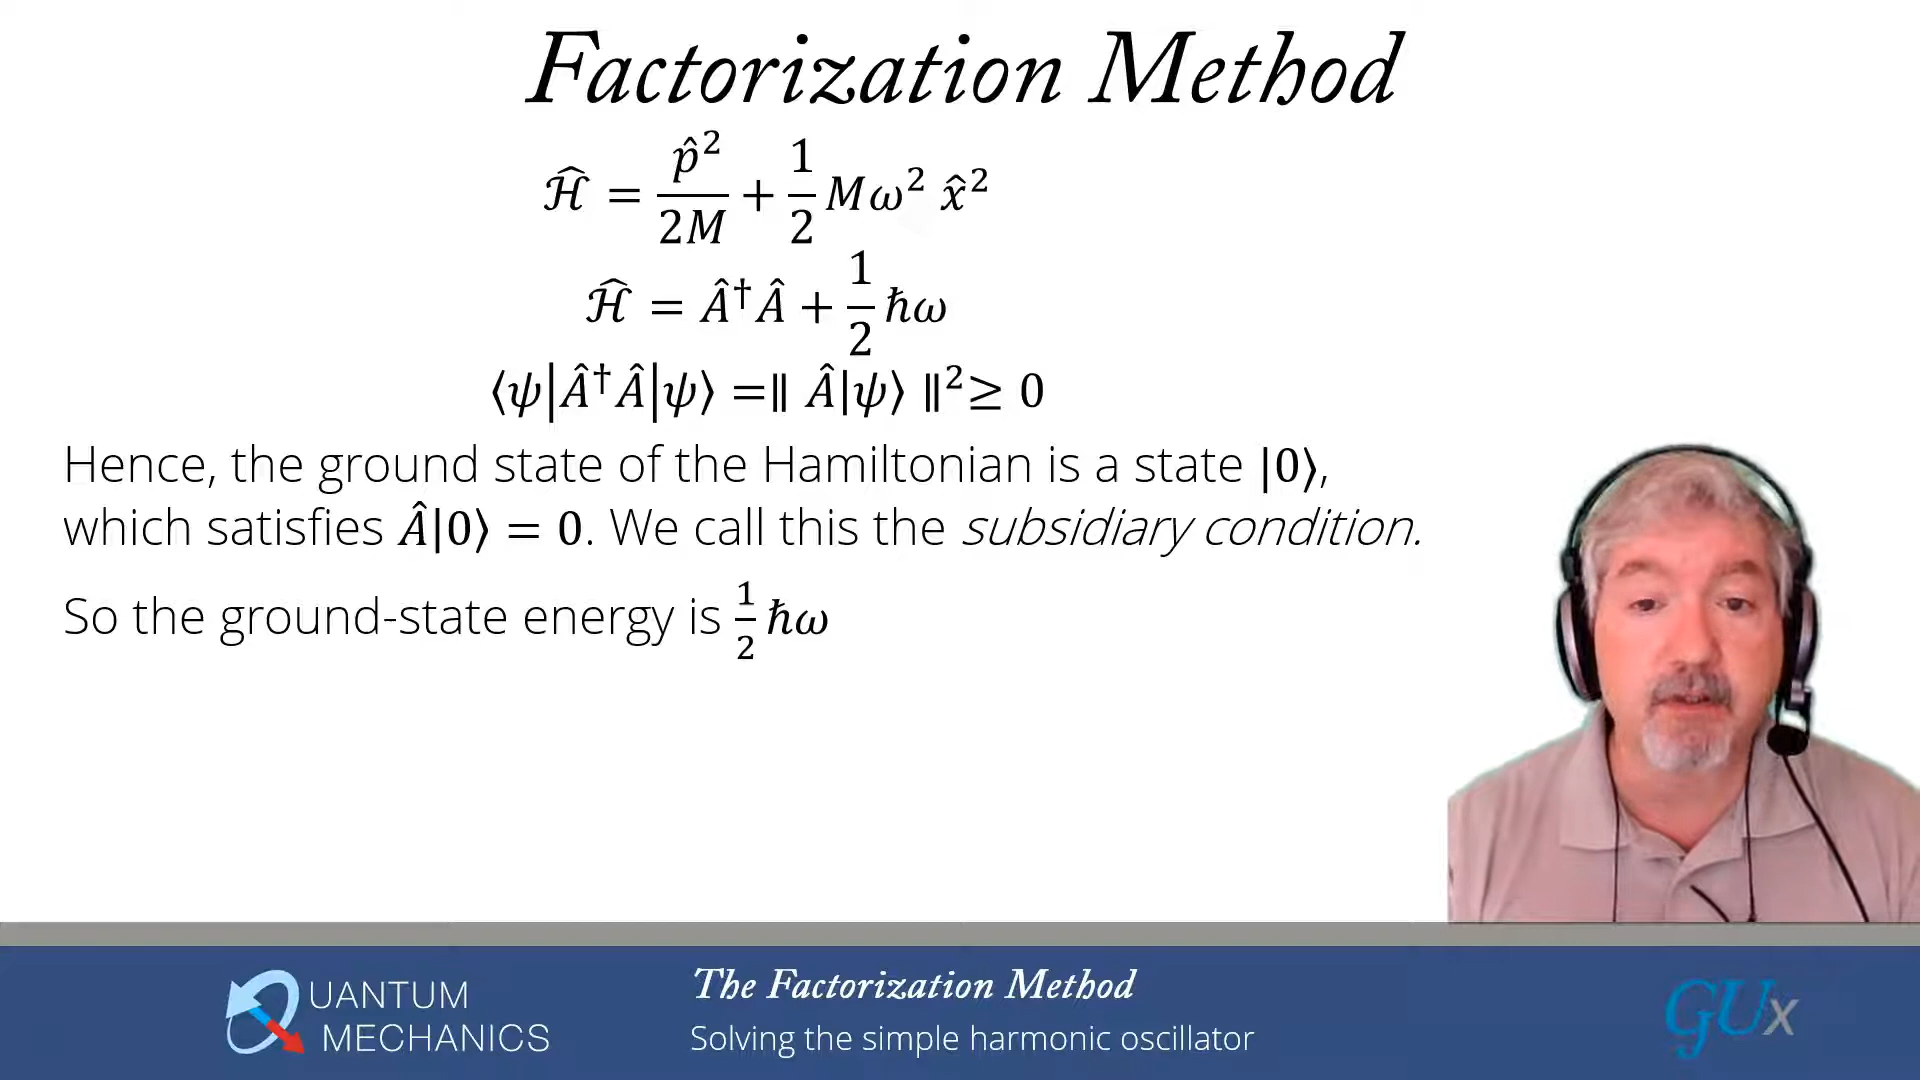 Factorization Method
ℋ̂ = p̂²/2M + 1/2 Mω² x̂²
ℋ̂ = Â†Â + 1/2 ħω
⟨ψ|Â†Â|ψ⟩ =∥ Â|ψ⟩ ∥²≥ 0
Hence, the ground state of the Hamiltonian is a state |0⟩,
which satisfies Â|0⟩ = 0. We call this the subsidiary condition.
So the ground-state energy is 1/2 ħω
QUANTUM
MECHANICS
The Factorization Method
Solving the simple harmonic oscillator
GUx